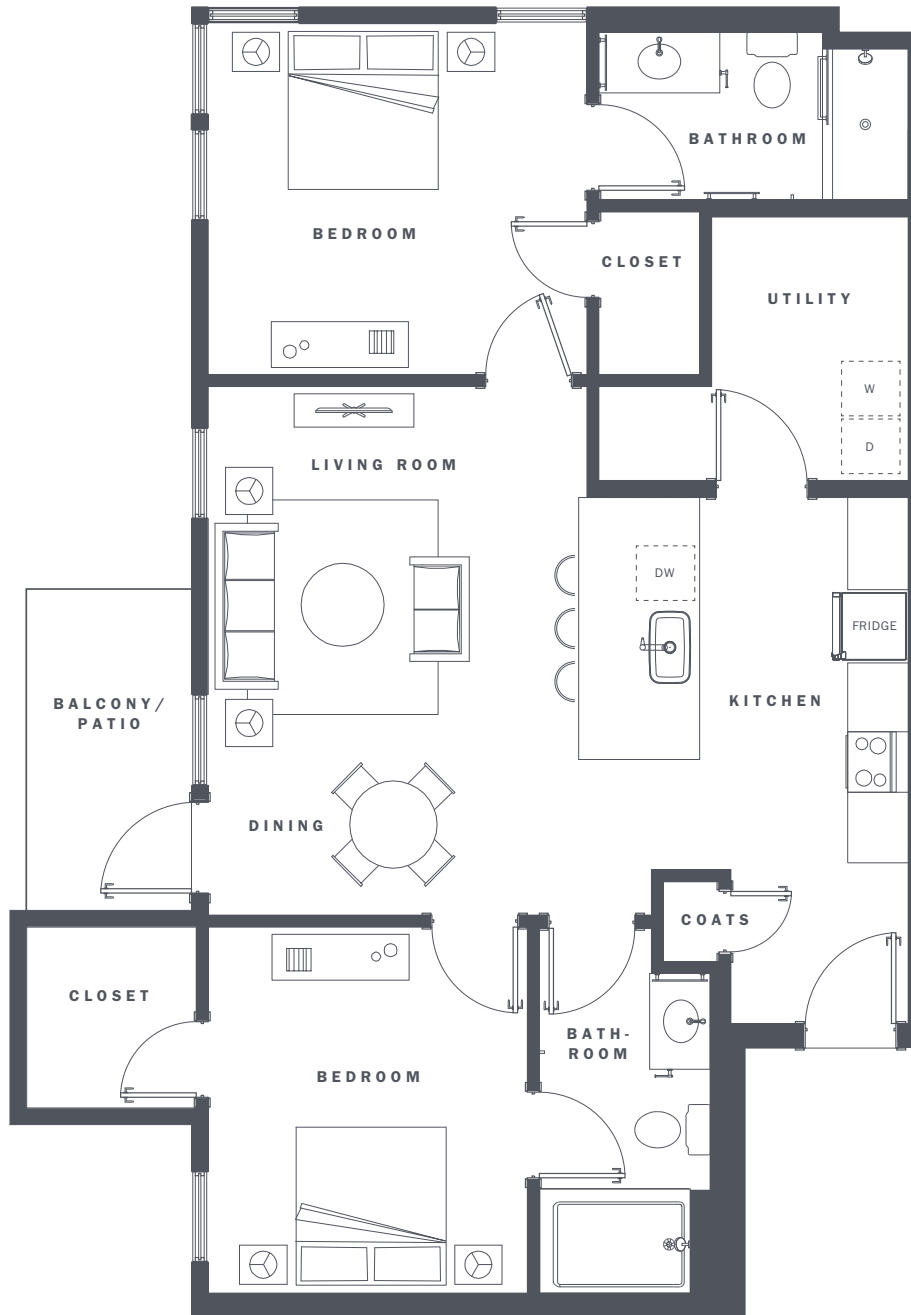 BATHROOM
BEDROOM
CLOSET
UTILITY
W
D
LIVING ROOM
DW
FRIDGE
KITCHEN
BALCONY/
PATIO
DINING
COATS
CLOSET
BATH-
ROOM
BEDROOM